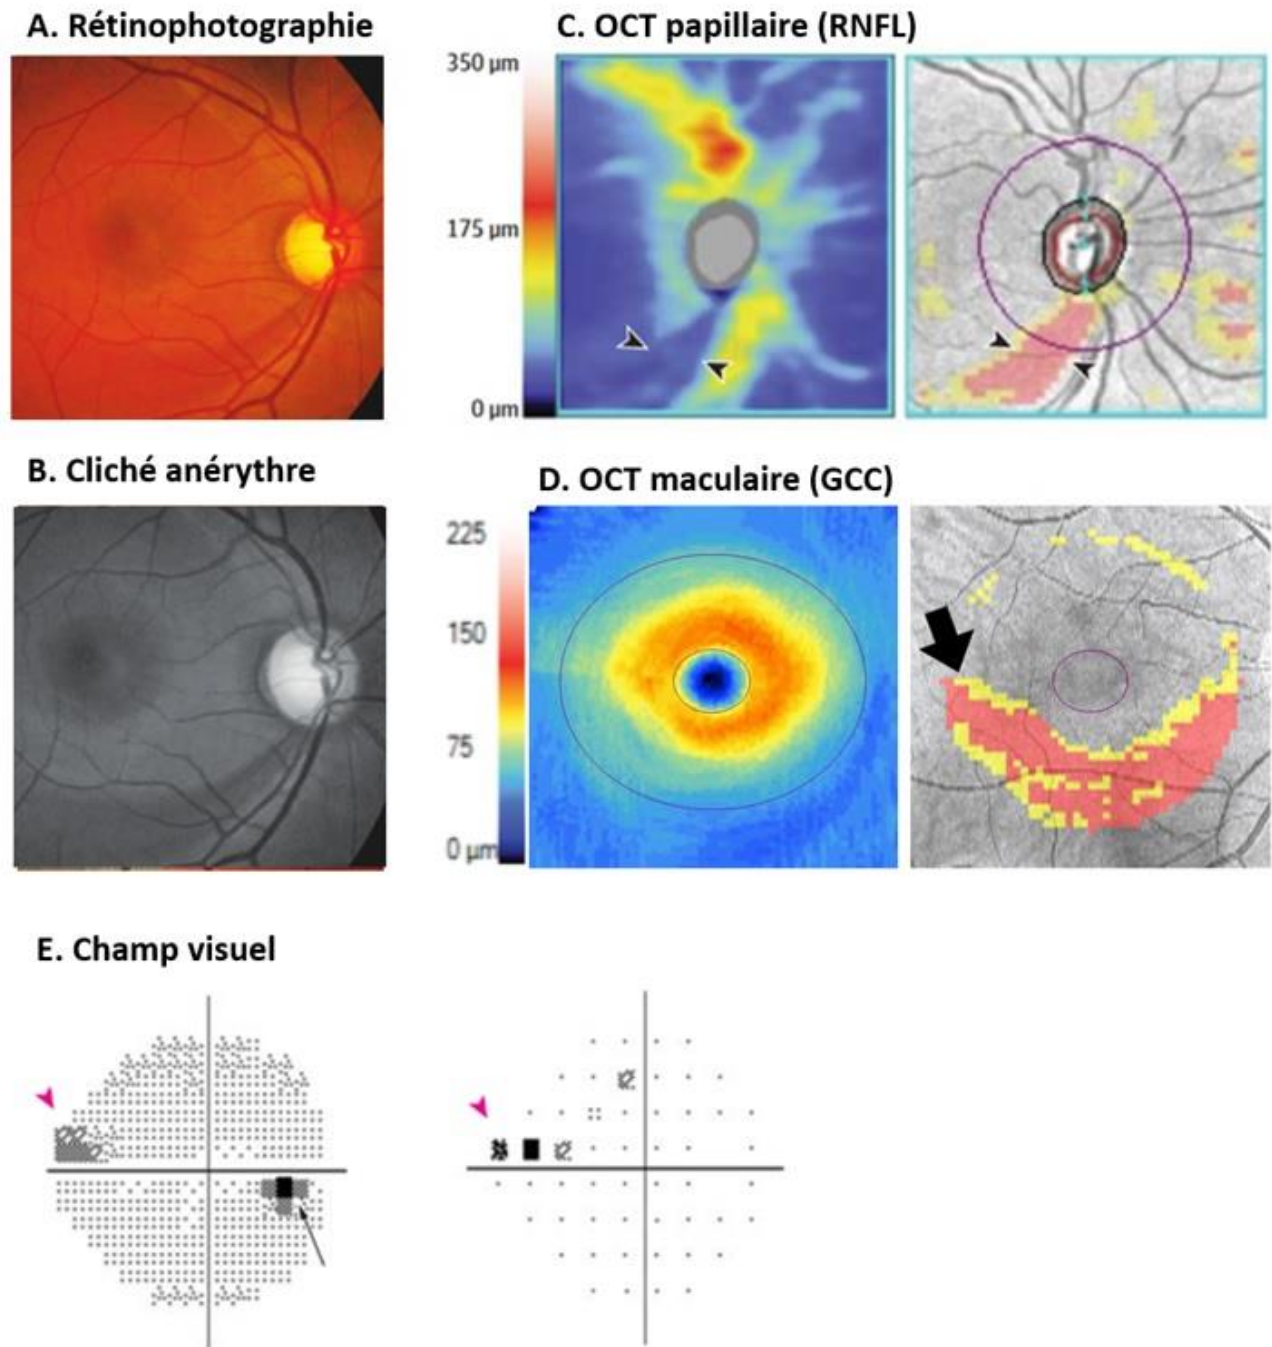 A. Rétinophotographie
C. OCT papillaire (RNFL)
350 µm
175 µm
0 µm
B. Cliché anérythre
D. OCT maculaire (GCC)
225
150
75
0 µm
E. Champ visuel